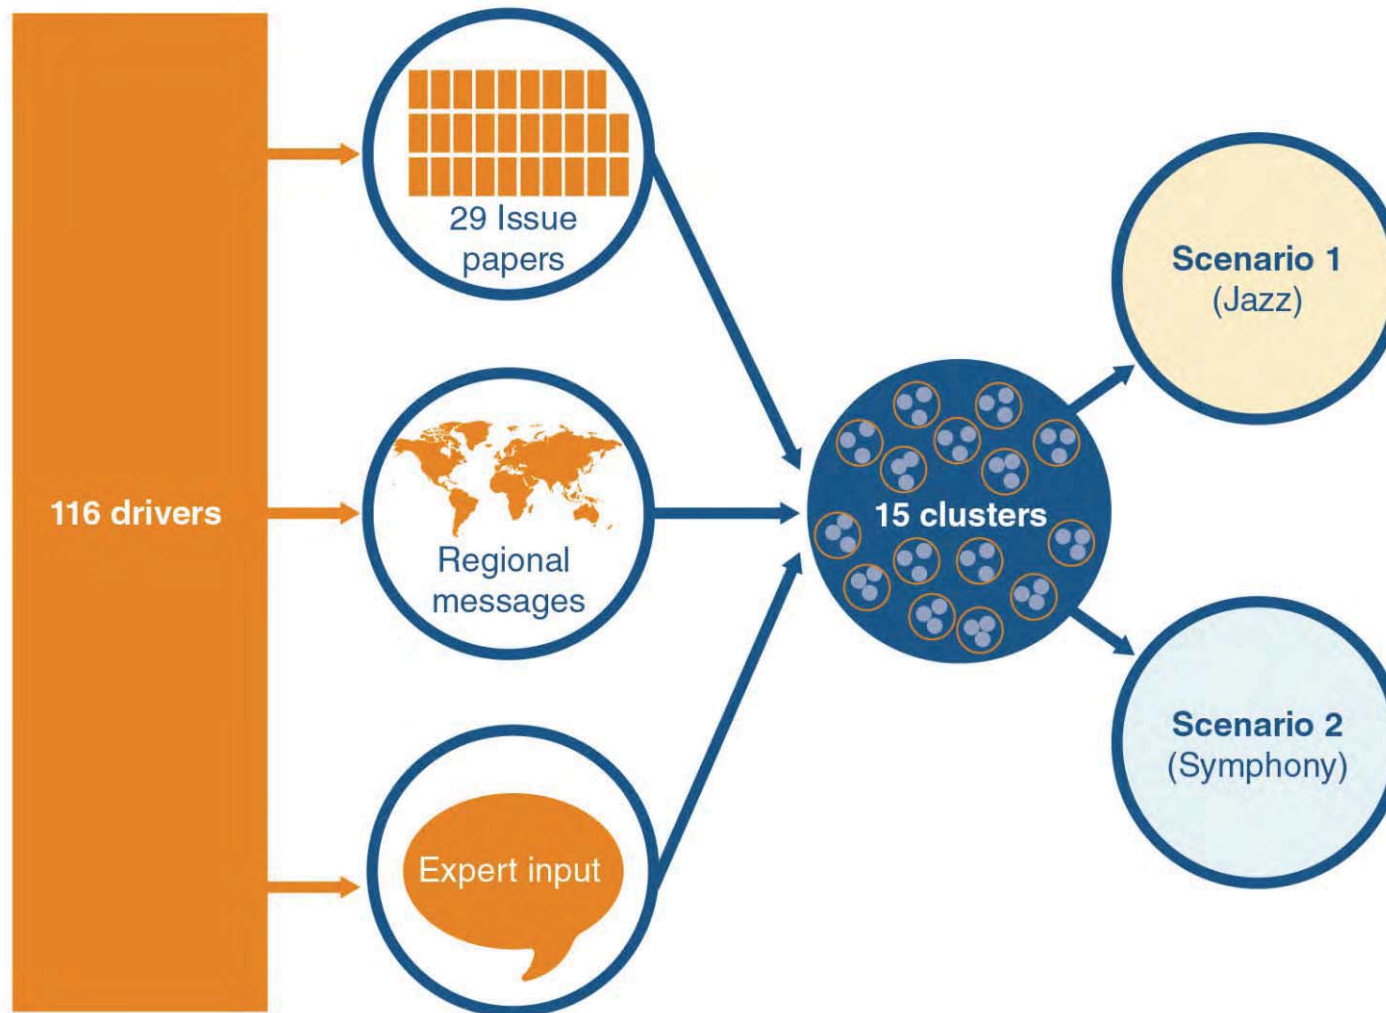 116 drivers
29 Issue
papers
Regional
messages
Expert input
15 clusters
Scenario 1
(Jazz)
Scenario 2
(Symphony)